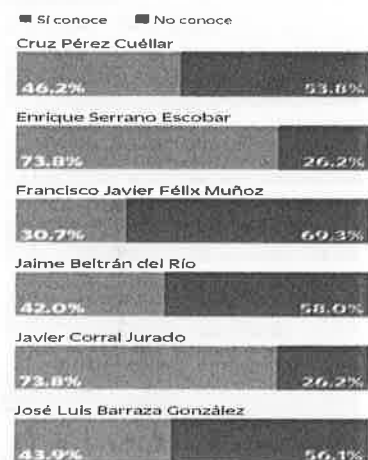 Sí conoce No conoce
Cruz Pérez Cuéllar
46.2% 53.8%
Enrique Serrano Escobar
73.8% 26.2%
Francisco Javier Félix Muñoz
30.7% 69.3%
Jaime Beltrán del Río
42.0% 58.0%
Javier Corral Jurado
73.8% 26.2%
José Luis Barraza González
43.9% 56.1%